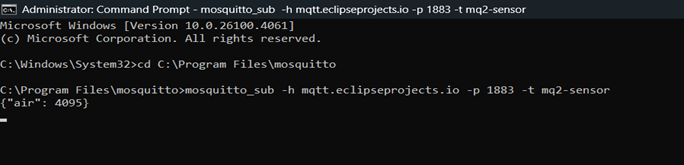 Administrator: Command Prompt - mosquitto_sub -h mqtt.eclipseprojects.io -p 1883 -t mq2-sensor
Microsoft Windows [Version 10.0.26100.4061]
(c) Microsoft Corporation. All rights reserved.
C:\Windows\System32>cd C:\Program Files\mosquitto
C:\Program Files\mosquitto>mosquitto_sub -h mqtt.eclipseprojects.io -p 1883 -t mq2-sensor
{"air": 4095}